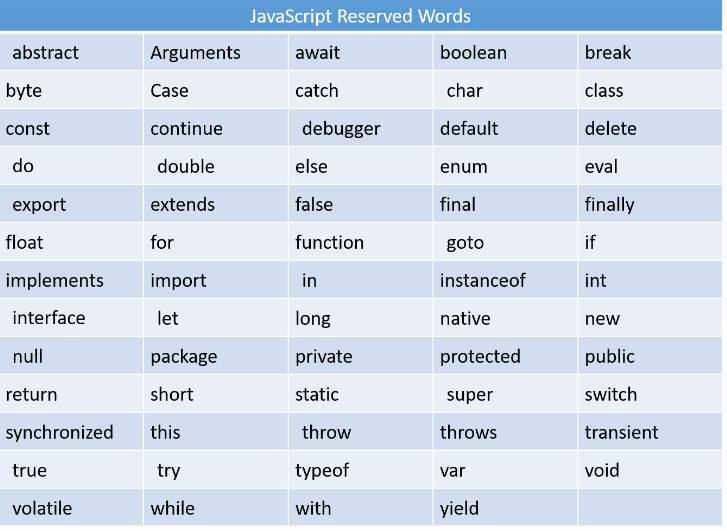 JavaScript Reserved Words
abstract Arguments await boolean break
byte Case catch char class
const continue debugger default delete
do double else enum eval
export extends false final finally
float for function goto if
implements import in instanceof int
interface let long native new
null package private protected public
return short static super switch
synchronized this throw throws transient
true try typeof var void
volatile while with yield